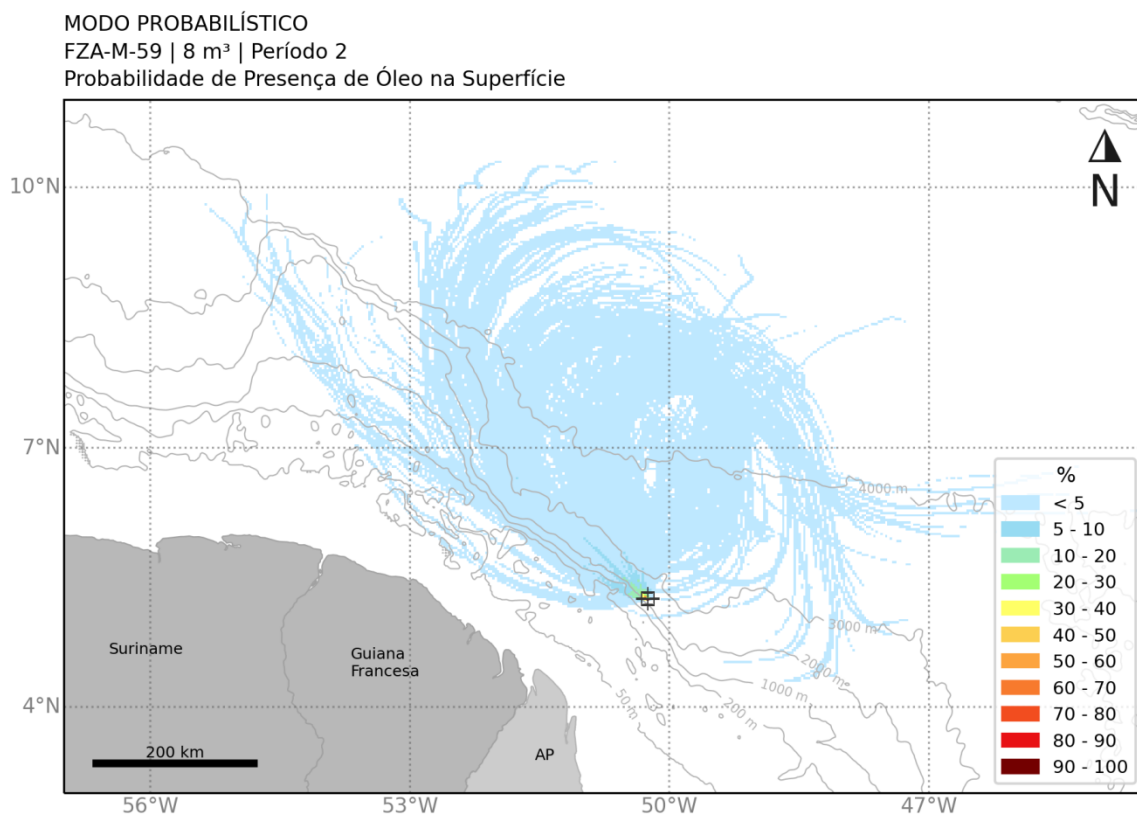 MODO PROBABILÍSTICO
FZA-M-59 | 8 m³ | Período 2
Probabilidade de Presença de Óleo na Superfície
N
10°N
7°N
4°N
4000 m
3000 m
2000 m
1000 m
200 m
50 m
Suriname
Guiana
Francesa
AP
200 km
%
< 5
5 - 10
10 - 20
20 - 30
30 - 40
40 - 50
50 - 60
60 - 70
70 - 80
80 - 90
90 - 100
56°W
53°W
50°W
47°W